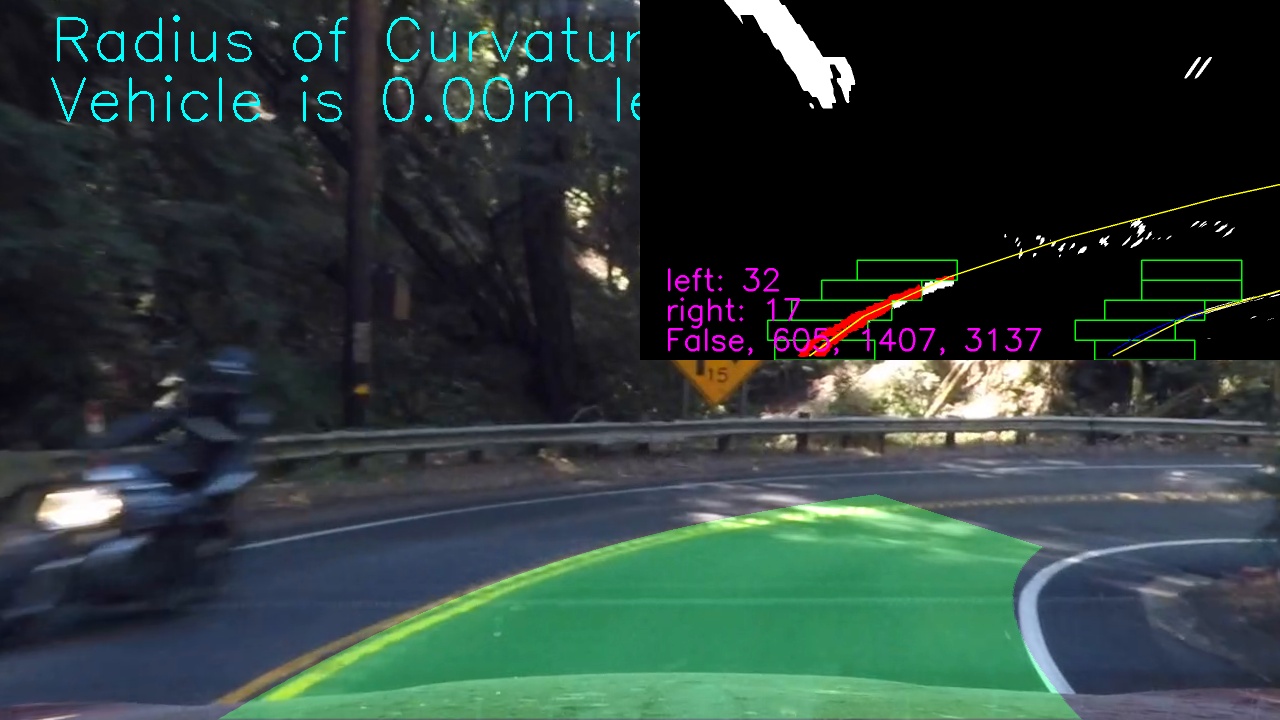 Radius of Curvatur
Vehicle is 0.00m le
left: 32
right: 17
False, 605, 1407, 3137
15